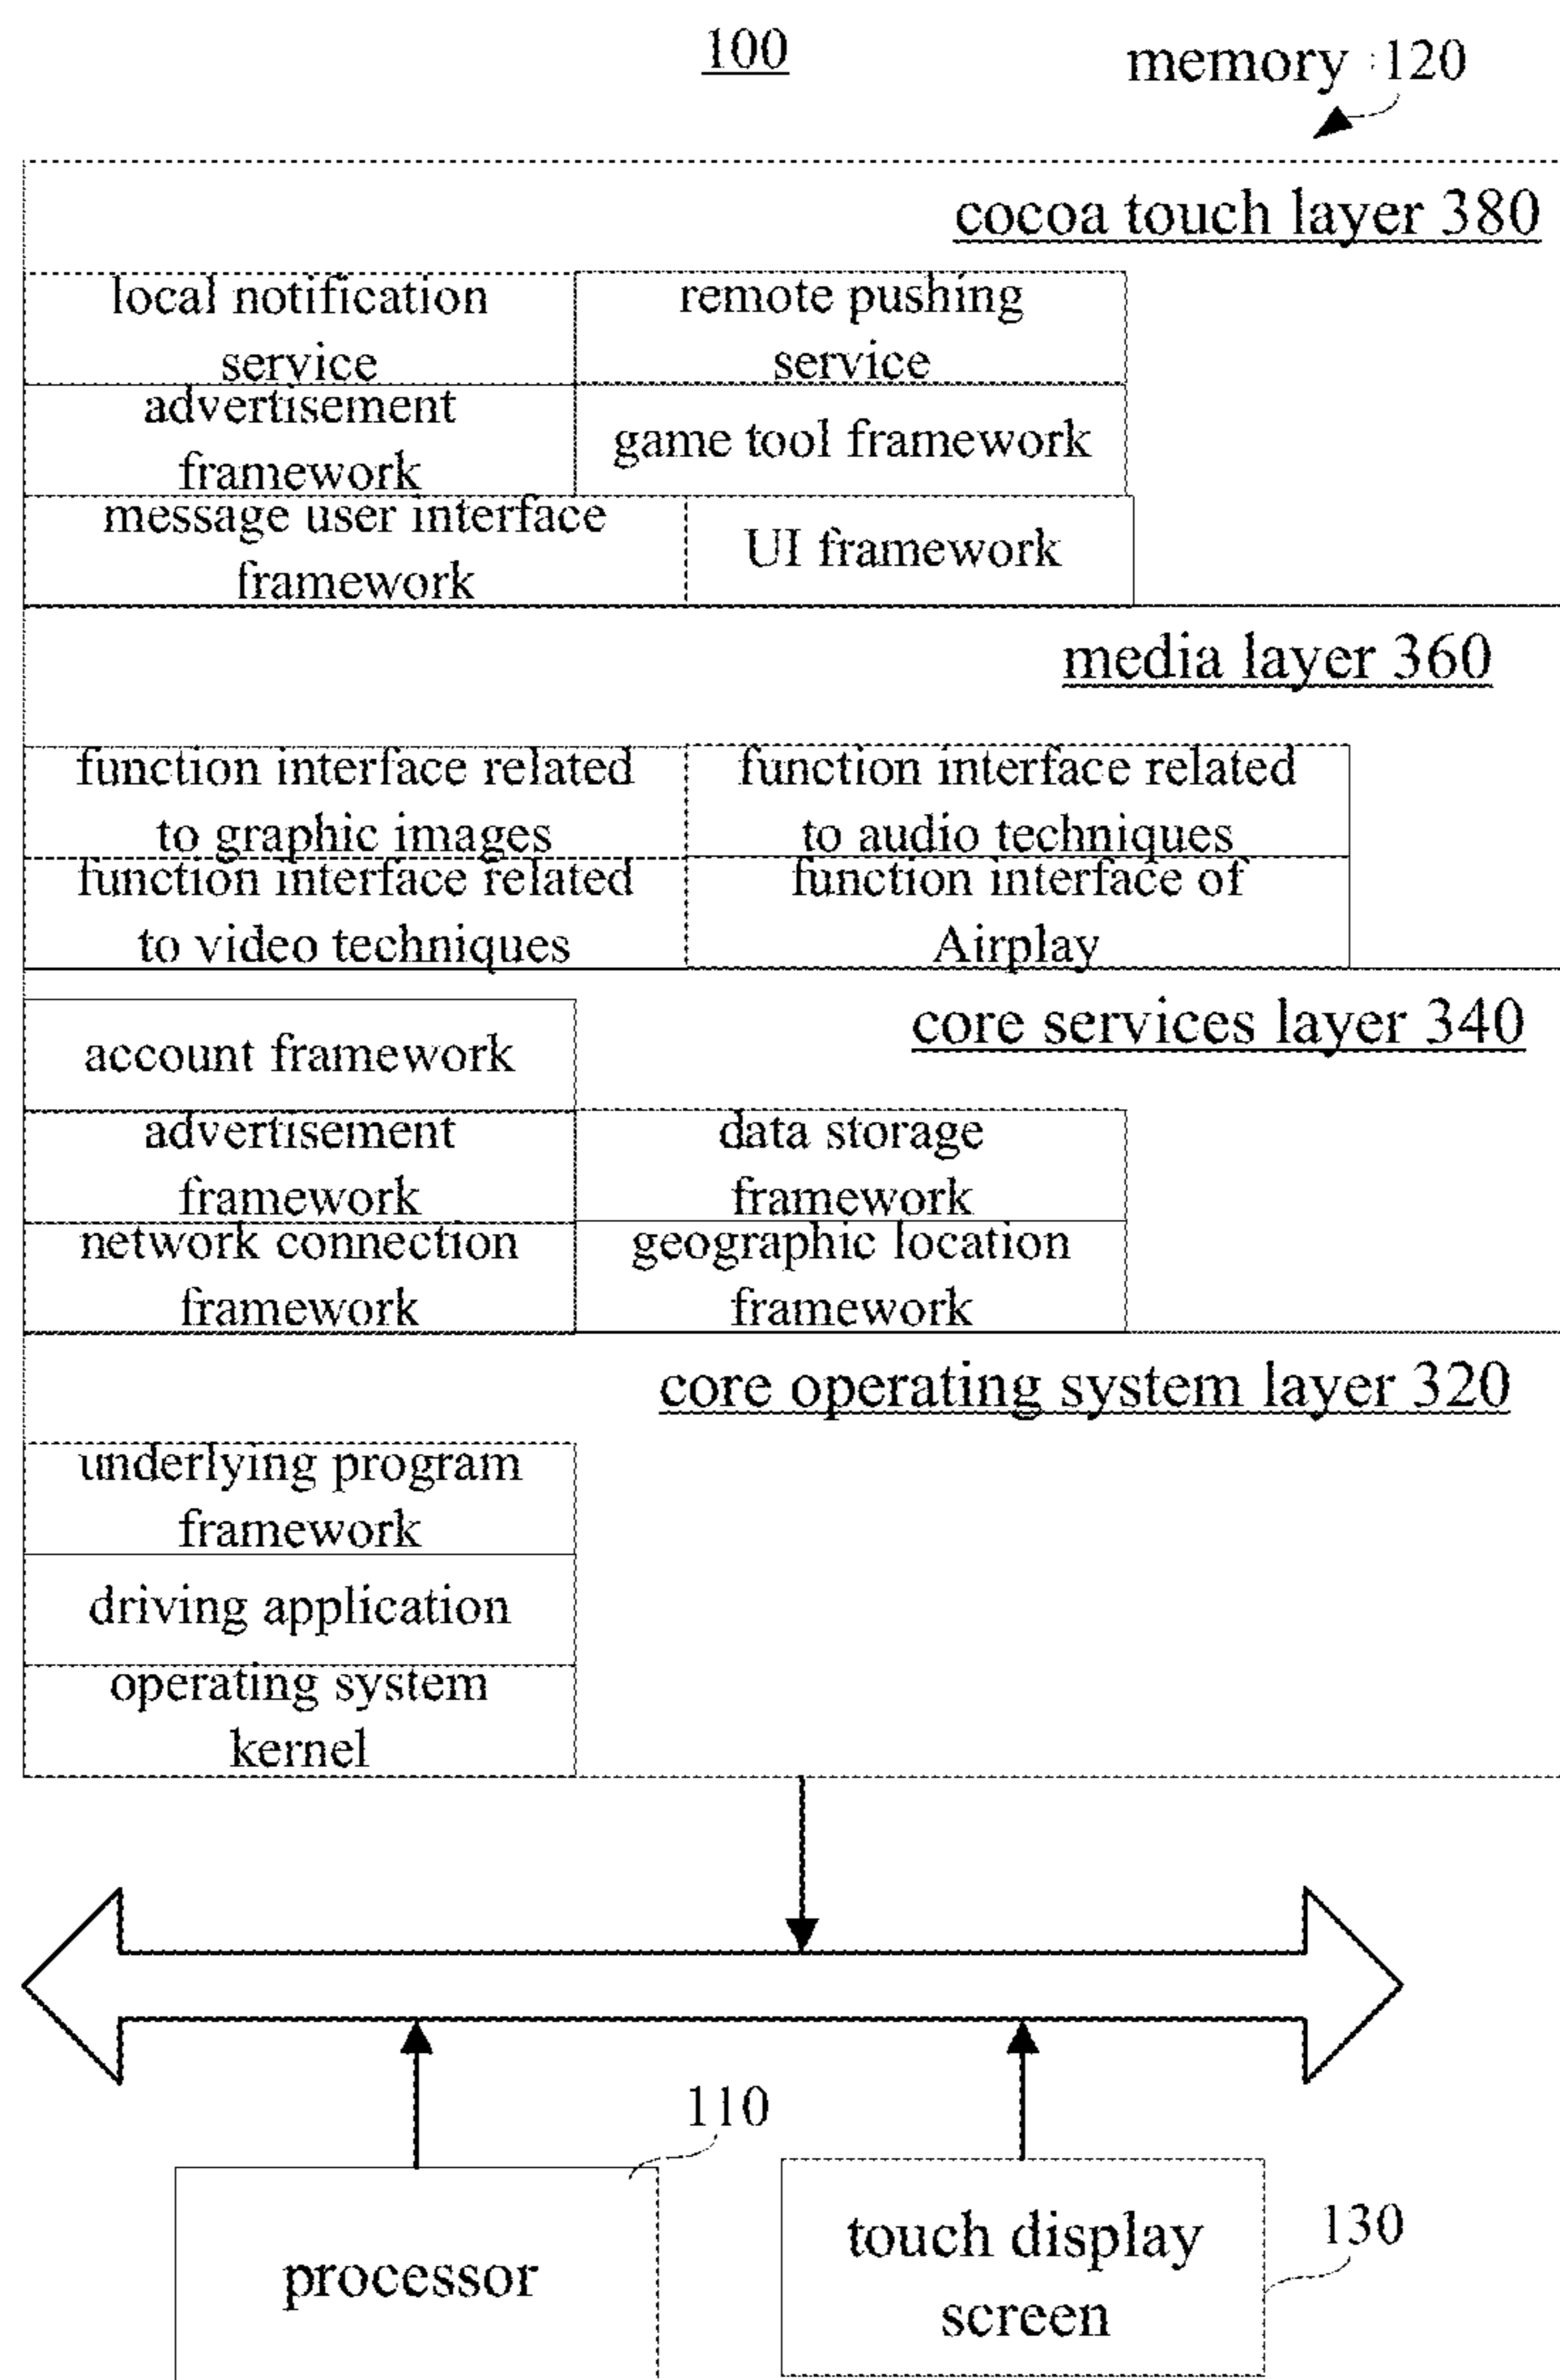 100
memory 120
cocoa touch layer 380
local notification
service
remote pushing
service
advertisement
framework
game tool framework
message user interface
framework
UI framework
media layer 360
function interface related
to graphic images
function interface related
to audio techniques
function interface related
to video techniques
function interface of
Airplay
core services layer 340
account framework
advertisement
framework
data storage
framework
network connection
framework
geographic location
framework
core operating system layer 320
underlying program
framework
driving application
operating system
kernel
110
processor
touch display
screen
130